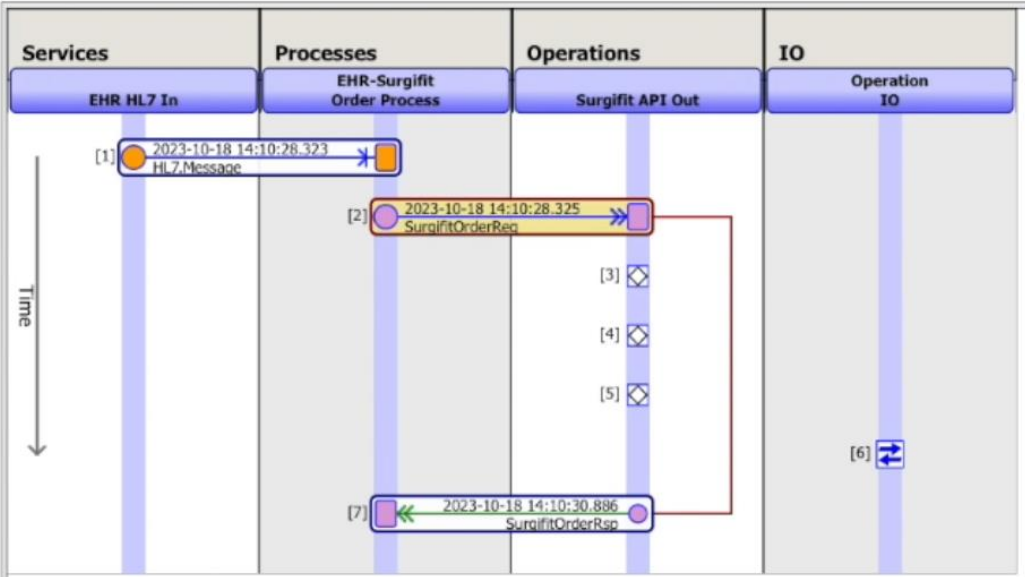 Services
Processes
Operations
IO
EHR HL7 In
EHR-Surgifit
Order Process
Surgifit API Out
Operation
IO
[1]
2023-10-18 14:10:28.323
HL7.Message
[2]
2023-10-18 14:10:28.325
SurgifitOrderReq
[3]
Time
[4]
[5]
[6]
[7]
2023-10-18 14:10:30.886
SurgifitOrderRsp